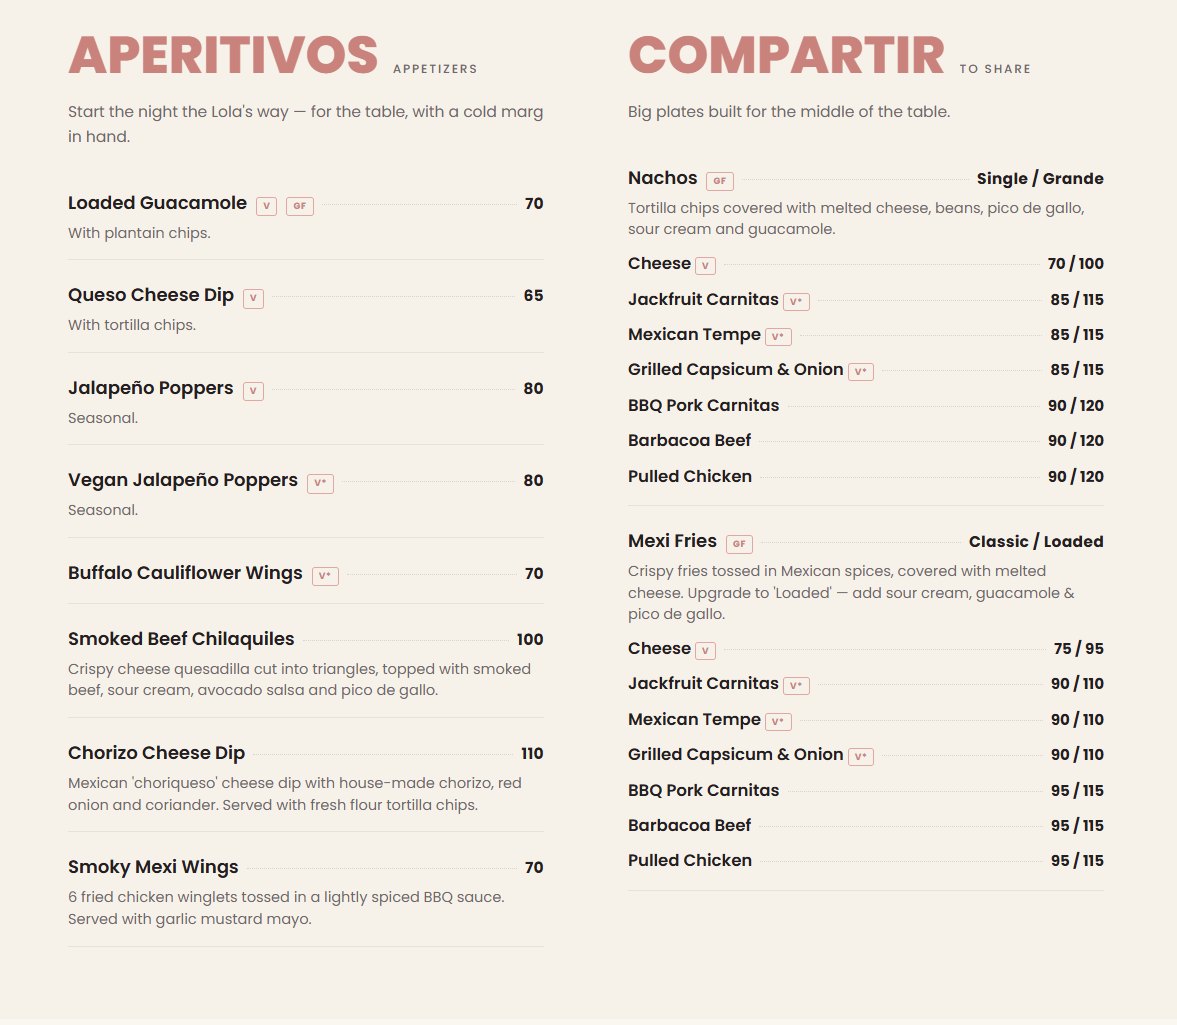 APERITIVOS APPETIZERS
Start the night the Lola's way — for the table, with a cold marg
in hand.
Loaded Guacamole V GF 70
With plantain chips.
Queso Cheese Dip V 65
With tortilla chips.
Jalapeño Poppers V 80
Seasonal.
Vegan Jalapeño Poppers V* 80
Seasonal.
Buffalo Cauliflower Wings V* 70
Smoked Beef Chilaquiles 100
Crispy cheese quesadilla cut into triangles, topped with smoked
beef, sour cream, avocado salsa and pico de gallo.
Chorizo Cheese Dip 110
Mexican 'choriqueso' cheese dip with house-made chorizo, red
onion and coriander. Served with fresh flour tortilla chips.
Smoky Mexi Wings 70
6 fried chicken winglets tossed in a lightly spiced BBQ sauce.
Served with garlic mustard mayo.
COMPARTIR TO SHARE
Big plates built for the middle of the table.
Nachos GF Single / Grande
Tortilla chips covered with melted cheese, beans, pico de gallo,
sour cream and guacamole.
Cheese V 70 / 100
Jackfruit Carnitas V* 85 / 115
Mexican Tempe V* 85 / 115
Grilled Capsicum & Onion V* 85 / 115
BBQ Pork Carnitas 90 / 120
Barbacoa Beef 90 / 120
Pulled Chicken 90 / 120
Mexi Fries GF Classic / Loaded
Crispy fries tossed in Mexican spices, covered with melted
cheese. Upgrade to 'Loaded' — add sour cream, guacamole &
pico de gallo.
Cheese V 75 / 95
Jackfruit Carnitas V* 90 / 110
Mexican Tempe V* 90 / 110
Grilled Capsicum & Onion V* 90 / 110
BBQ Pork Carnitas 95 / 115
Barbacoa Beef 95 / 115
Pulled Chicken 95 / 115